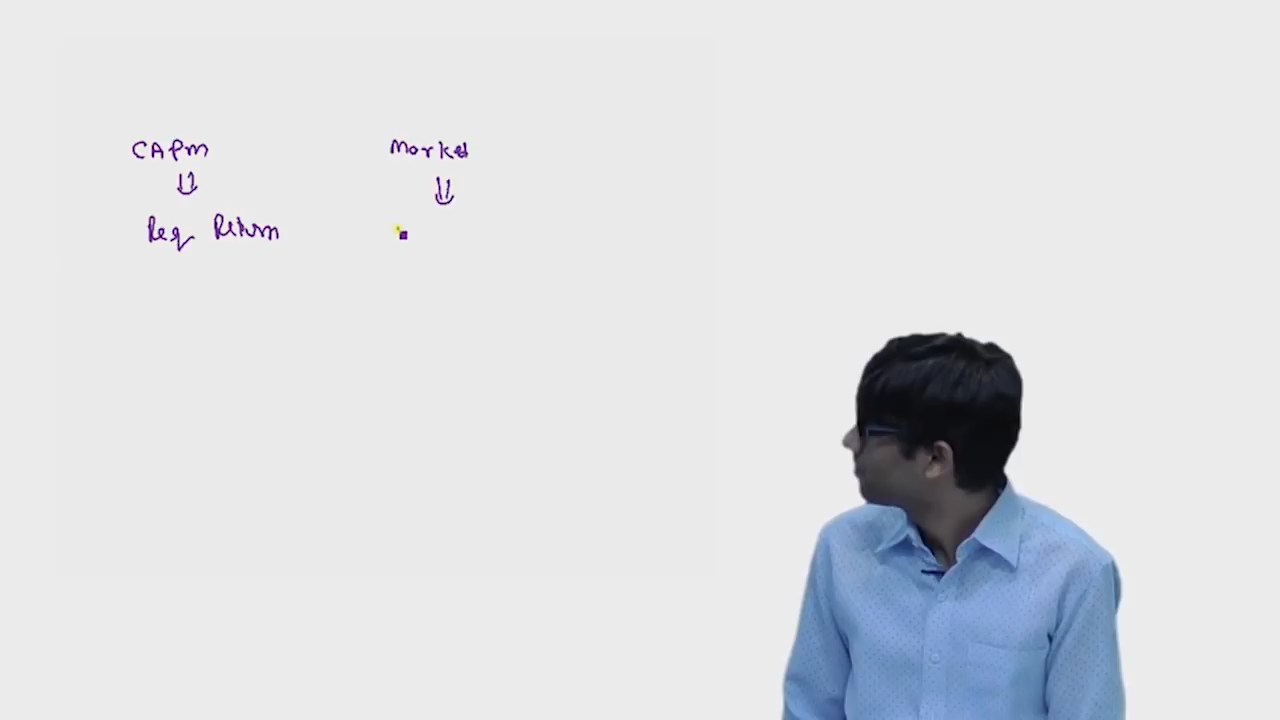 CAPM Market
⇓ ⇓
Req Return